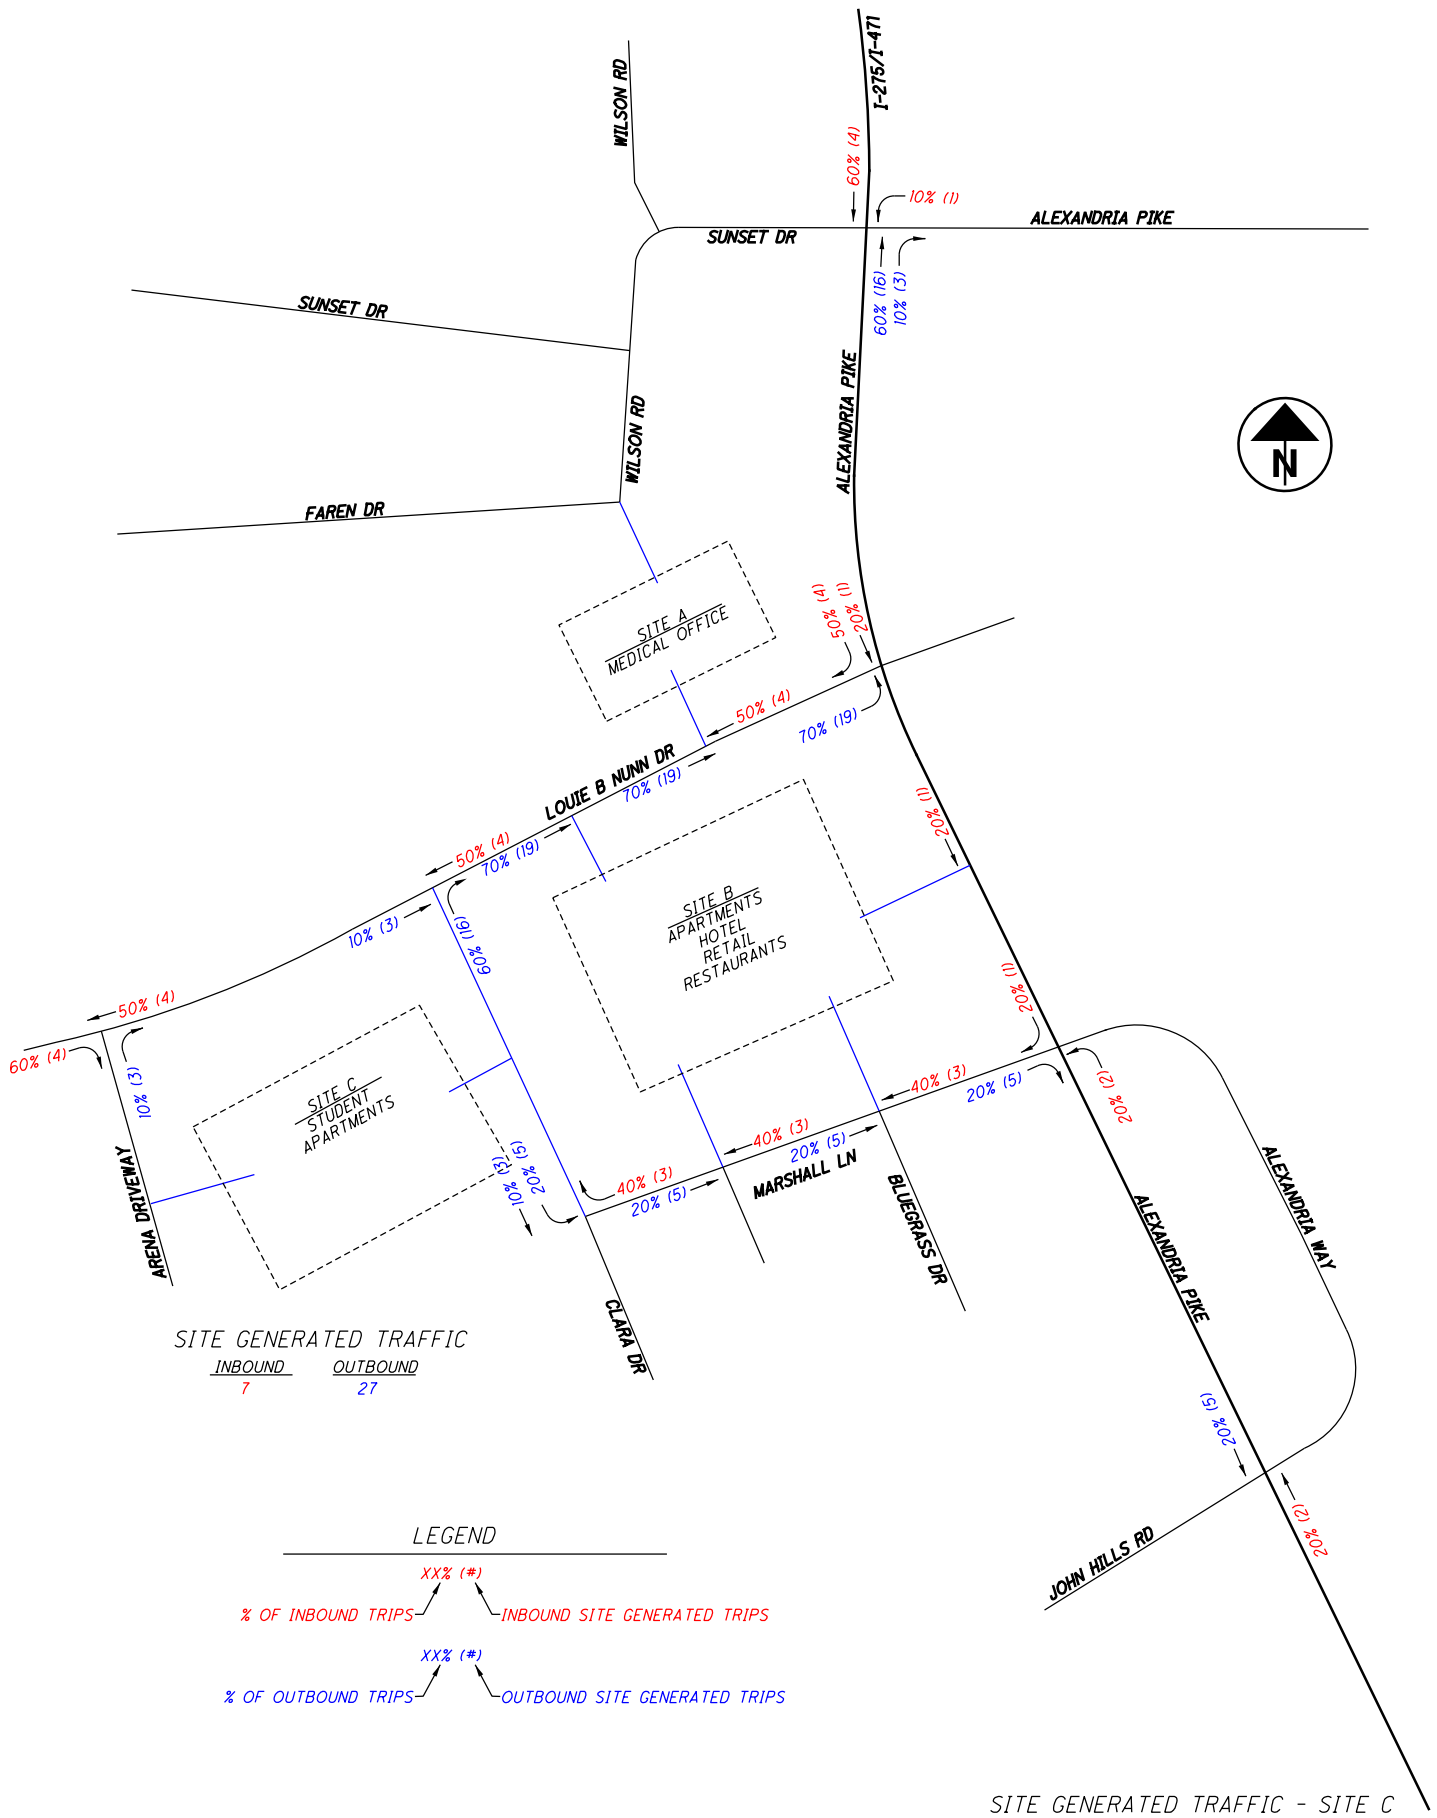 I-275/I-471
WILSON RD
60% (4)
10% (1)
ALEXANDRIA PIKE
SUNSET DR
60% (16)
10% (3)
SUNSET DR
ALEXANDRIA PIKE
WILSON RD
N
FAREN DR
50% (4)
20% (1)
SITE A
MEDICAL OFFICE
50% (4)
70% (19)
LOUIE B NUNN DR
70% (19)
20% (1)
50% (4)
70% (19)
SITE B
APARTMENTS
HOTEL
RETAIL
RESTAURANTS
10% (3)
60% (16)
20% (1)
50% (4)
60% (4)
10% (3)
SITE C
STUDENT
APARTMENTS
40% (3)
20% (5)
20% (2)
40% (3)
20% (5)
MARSHALL LN
10% (3)
20% (5)
40% (3)
20% (5)
ARENA DRIVEWAY
BLUEGRASS DR
ALEXANDRIA WAY
ALEXANDRIA PIKE
CLARA DR
SITE GENERATED TRAFFIC
INBOUND OUTBOUND
7 27
20% (5)
20% (2)
JOHN HILLS RD
LEGEND
XX% (#)
% OF INBOUND TRIPS INBOUND SITE GENERATED TRIPS
XX% (#)
% OF OUTBOUND TRIPS OUTBOUND SITE GENERATED TRIPS
SITE GENERATED TRAFFIC - SITE C